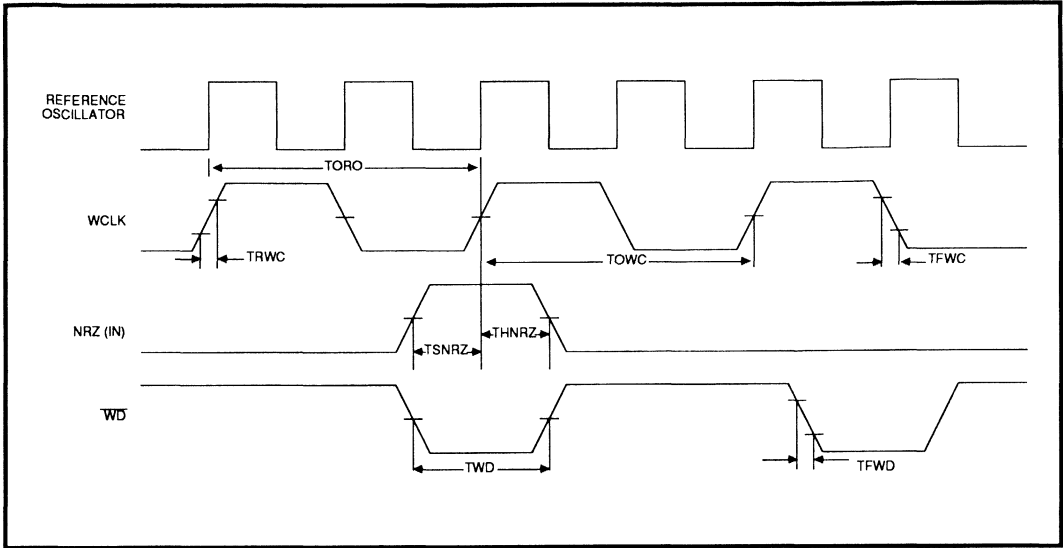 REFERENCE
OSCILLATOR
TORO
WCLK
TRWC
TOWC
TFWC
NRZ (IN)
TSNRZ
THNRZ
WD
TWD
TFWD